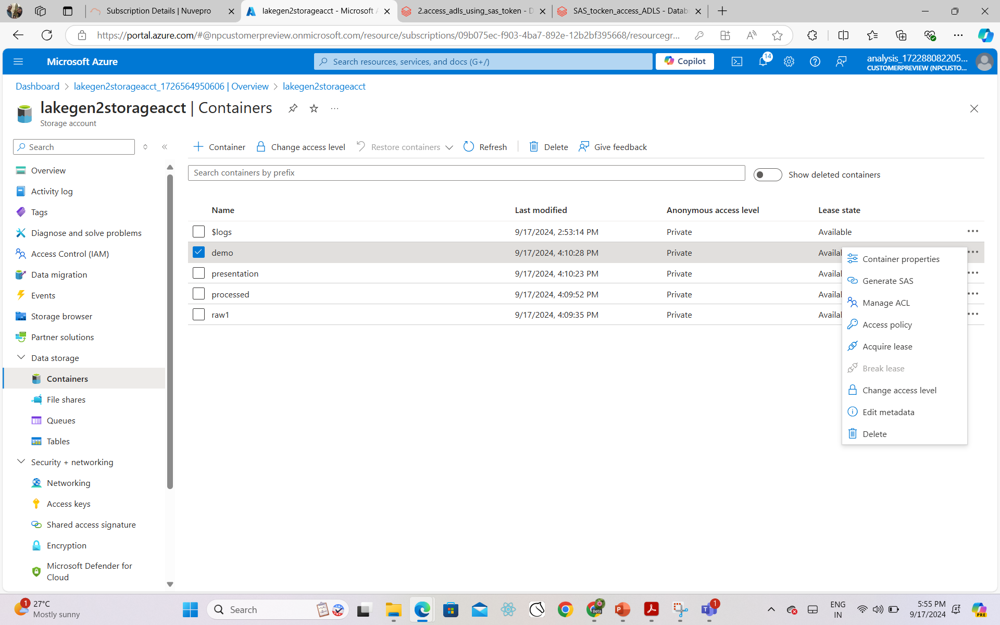 Subscription Details | Nuvepro
lakegen2storageacct - Microsoft A
2.access_adls_using_sas_token - D
SAS_tocken_access_ADLS - Datab
https://portal.azure.com/#@npcustomerpreview.onmicrosoft.com/resource/subscriptions/09b075ec-f903-4ba7-892e-12b2bf395668/resourcegr...
Microsoft Azure
Search resources, services, and docs (G+/)
Copilot
14
analysis_172288082205...
CUSTOMERPREVIEW (NPCUSTO...
Dashboard > lakegen2storageacct_1726564950606 | Overview > lakegen2storageacct
lakegen2storageacct | Containers
Storage account
Search
Container
Change access level
Restore containers
Refresh
Delete
Give feedback
Search containers by prefix
Show deleted containers
Overview
Activity log
Tags
Diagnose and solve problems
Access Control (IAM)
Data migration
Events
Storage browser
Partner solutions
Data storage
Containers
File shares
Queues
Tables
Security + networking
Networking
Access keys
Shared access signature
Encryption
Microsoft Defender for
Cloud
Name Last modified Anonymous access level Lease state
$logs 9/17/2024, 2:53:14 PM Private Available
demo 9/17/2024, 4:10:28 PM Private Availal
presentation 9/17/2024, 4:10:23 PM Private Availal
processed 9/17/2024, 4:09:52 PM Private Availal
raw1 9/17/2024, 4:09:35 PM Private Availal
Container properties
Generate SAS
Manage ACL
Access policy
Acquire lease
Break lease
Change access level
Edit metadata
Delete
1
27°C
Mostly sunny
Search
Beta
1
ENG
IN
5:55 PM
9/17/2024
PRE